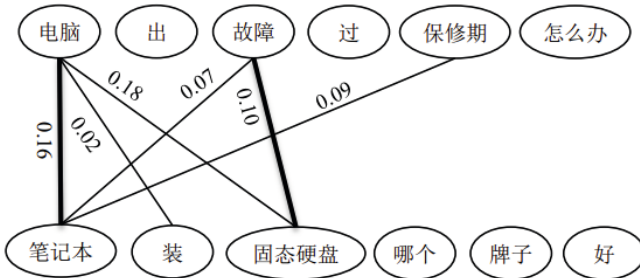 电脑 出 故障 过 保修期 怎么办
0.16 0.02 0.18 0.07 0.10 0.09
笔记本 装 固态硬盘 哪个 牌子 好